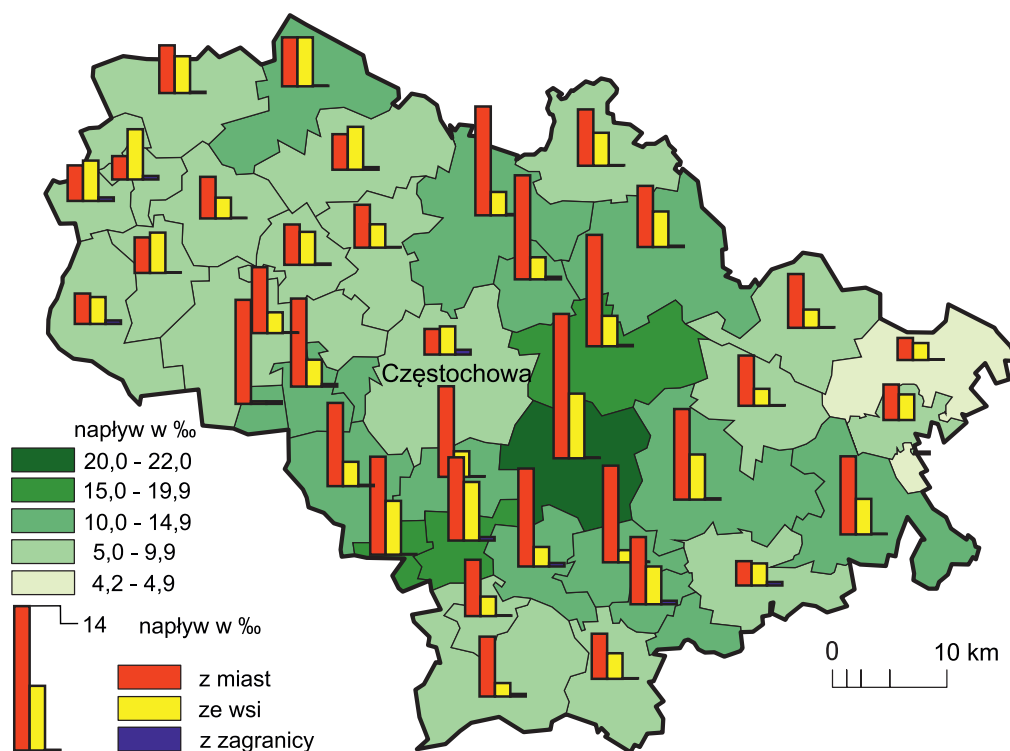 Częstochowa
napływ w ‰
20,0 - 22,0
15,0 - 19,9
10,0 - 14,9
5,0 - 9,9
4,2 - 4,9
14
napływ w ‰
z miast
ze wsi
z zagranicy
0 10 km